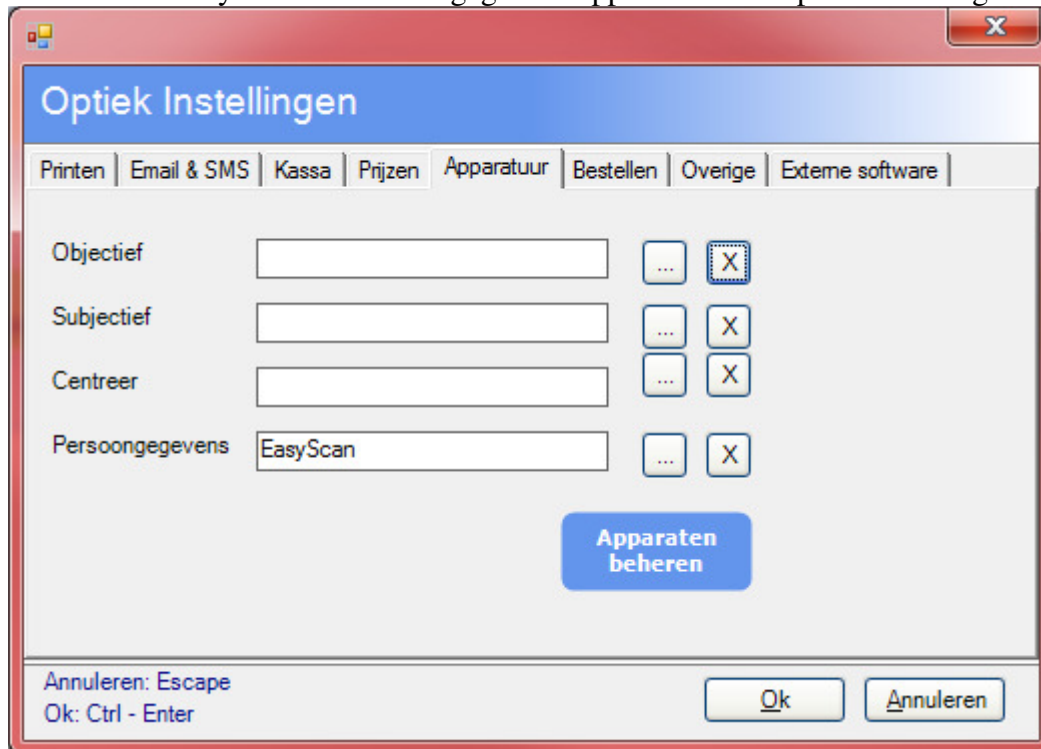 X
Optiek Instellingen
Printen Email & SMS Kassa Prijzen Apparatuur Bestellen Overige Externe software
Objectief ... X
Subjectief ... X
Centreer ... X
Persoongegevens EasyScan ... X
Apparaten
beheren
Annuleren: Escape
Ok: Ctrl - Enter
Ok Annuleren